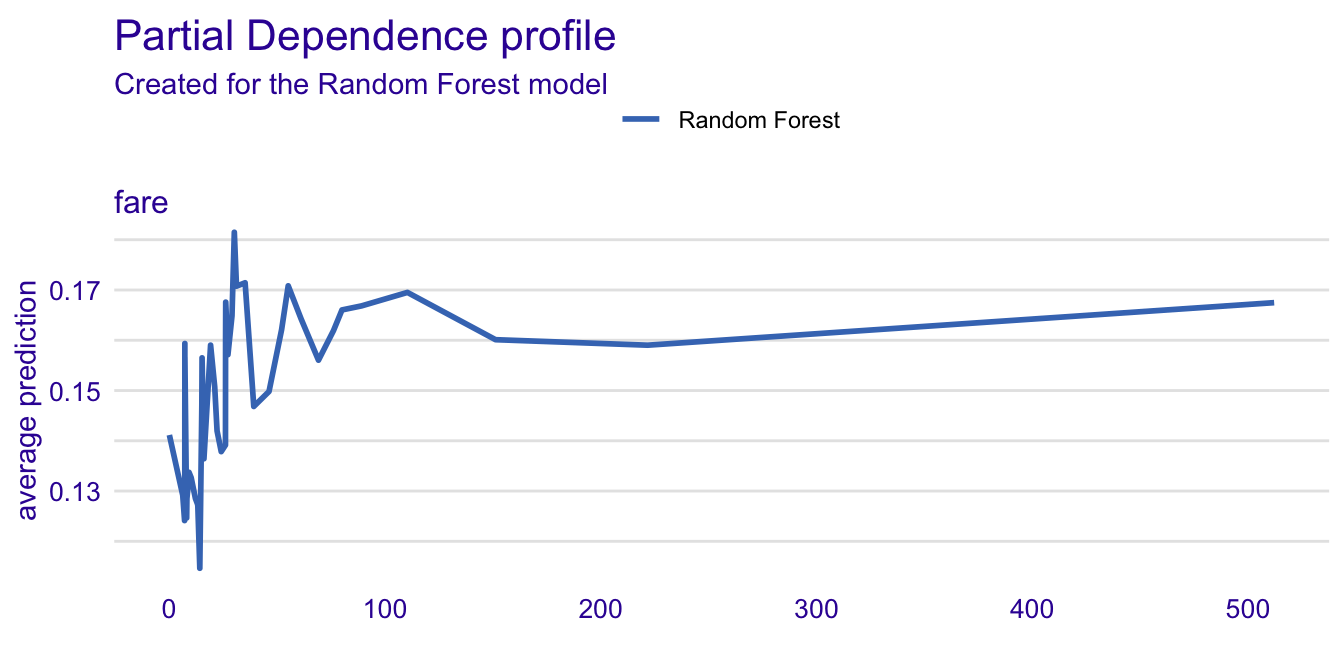 Partial Dependence profile
Created for the Random Forest model
Random Forest
fare
average prediction
0.17
0.15
0.13
0 100 200 300 400 500